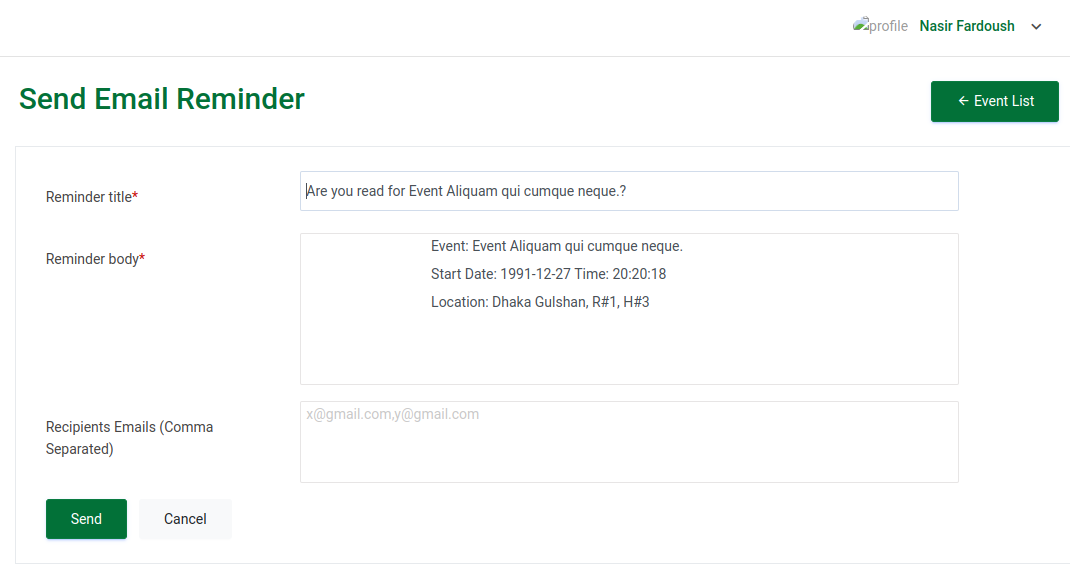 profile Nasir Fardoush
Send Email Reminder
← Event List
Reminder title*
Are you read for Event Aliquam qui cumque neque.?
Reminder body*
Event: Event Aliquam qui cumque neque.
Start Date: 1991-12-27 Time: 20:20:18
Location: Dhaka Gulshan, R#1, H#3
Recipients Emails (Comma
Separated)
x@gmail.com,y@gmail.com
Send
Cancel